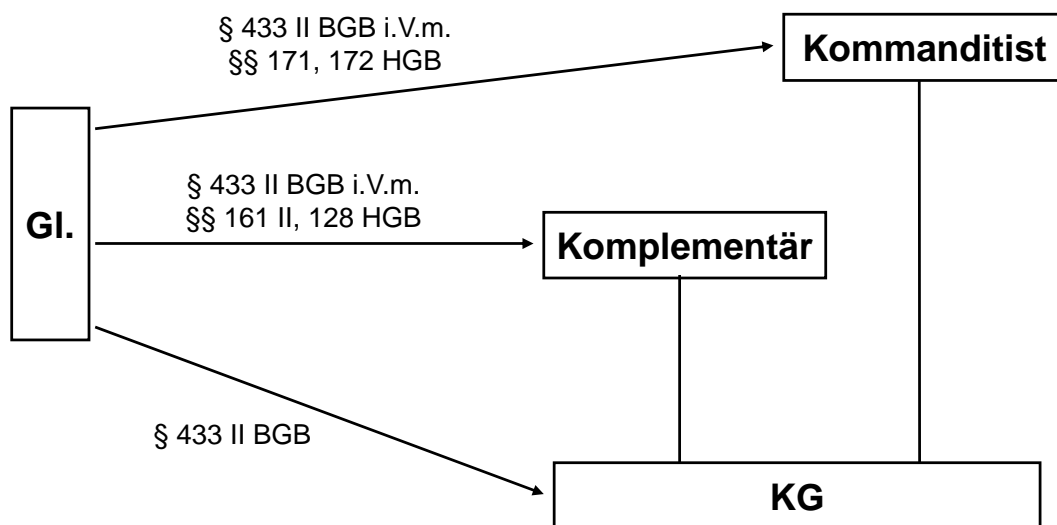 § 433 II BGB i.V.m.
§§ 171, 172 HGB
Kommanditist
§ 433 II BGB i.V.m.
§§ 161 II, 128 HGB
Gl.
Komplementär
§ 433 II BGB
KG